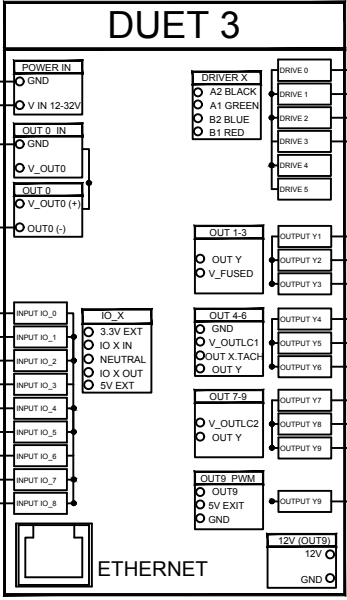 DUET 3
POWER IN
GND
V IN 12-32V
OUT 0 IN
GND
V_OUT0
OUT 0
V_OUT0 (+)
OUT0 (-)
DRIVER X
A2 BLACK
A1 GREEN
B2 BLUE
B1 RED
DRIVE 0
DRIVE 1
DRIVE 2
DRIVE 3
DRIVE 4
DRIVE 5
OUT 1-3
OUT Y
V_FUSED
OUTPUT Y1
OUTPUT Y2
OUTPUT Y3
INPUT IO_0
INPUT IO_1
INPUT IO_2
INPUT IO_3
INPUT IO_4
INPUT IO_5
INPUT IO_6
INPUT IO_7
INPUT IO_8
IO_X
3.3V EXT
IO X IN
NEUTRAL
IO X OUT
5V EXT
OUT 4-6
GND
V_OUTLC1
OUT X.TACH
OUT Y
OUTPUT Y4
OUTPUT Y5
OUTPUT Y6
OUT 7-9
V_OUTLC2
OUT Y
OUTPUT Y7
OUTPUT Y8
OUTPUT Y9
OUT9 PWM
OUT9
5V EXIT
GND
OUTPUT Y9
12V (OUT9)
12V
GND
ETHERNET